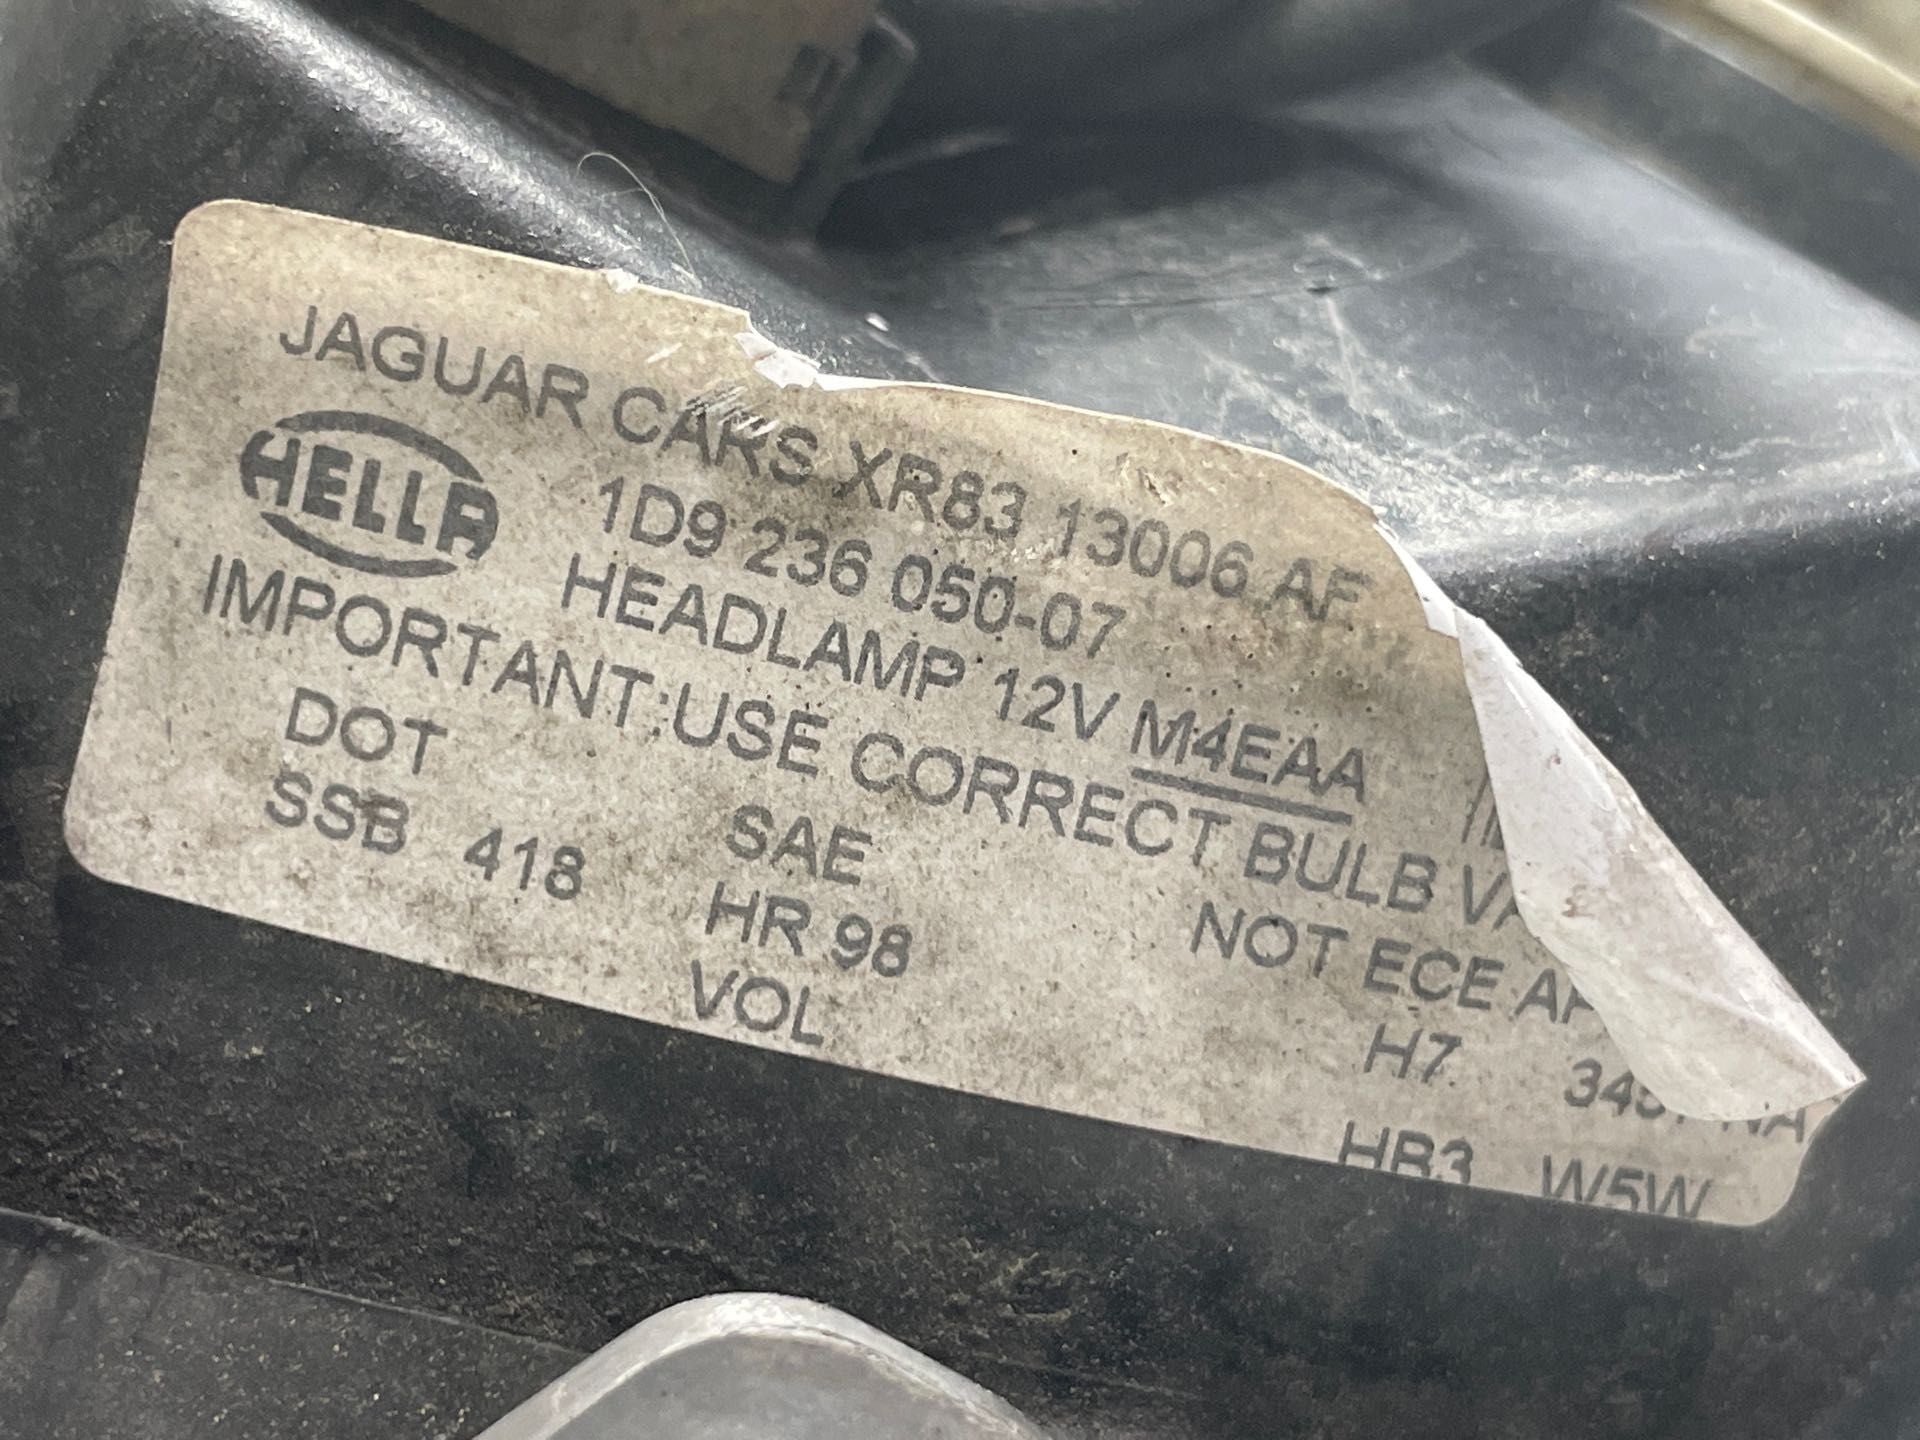 JAGUAR CARS XR83 13006 AF
HELLA
1D9 236 050-07
HEADLAMP 12V M4EAA
IMPORTANT:USE CORRECT BULB
DOT SAE NOT ECE
SSB 418 HR 98 H7
VOL HB3 W5W